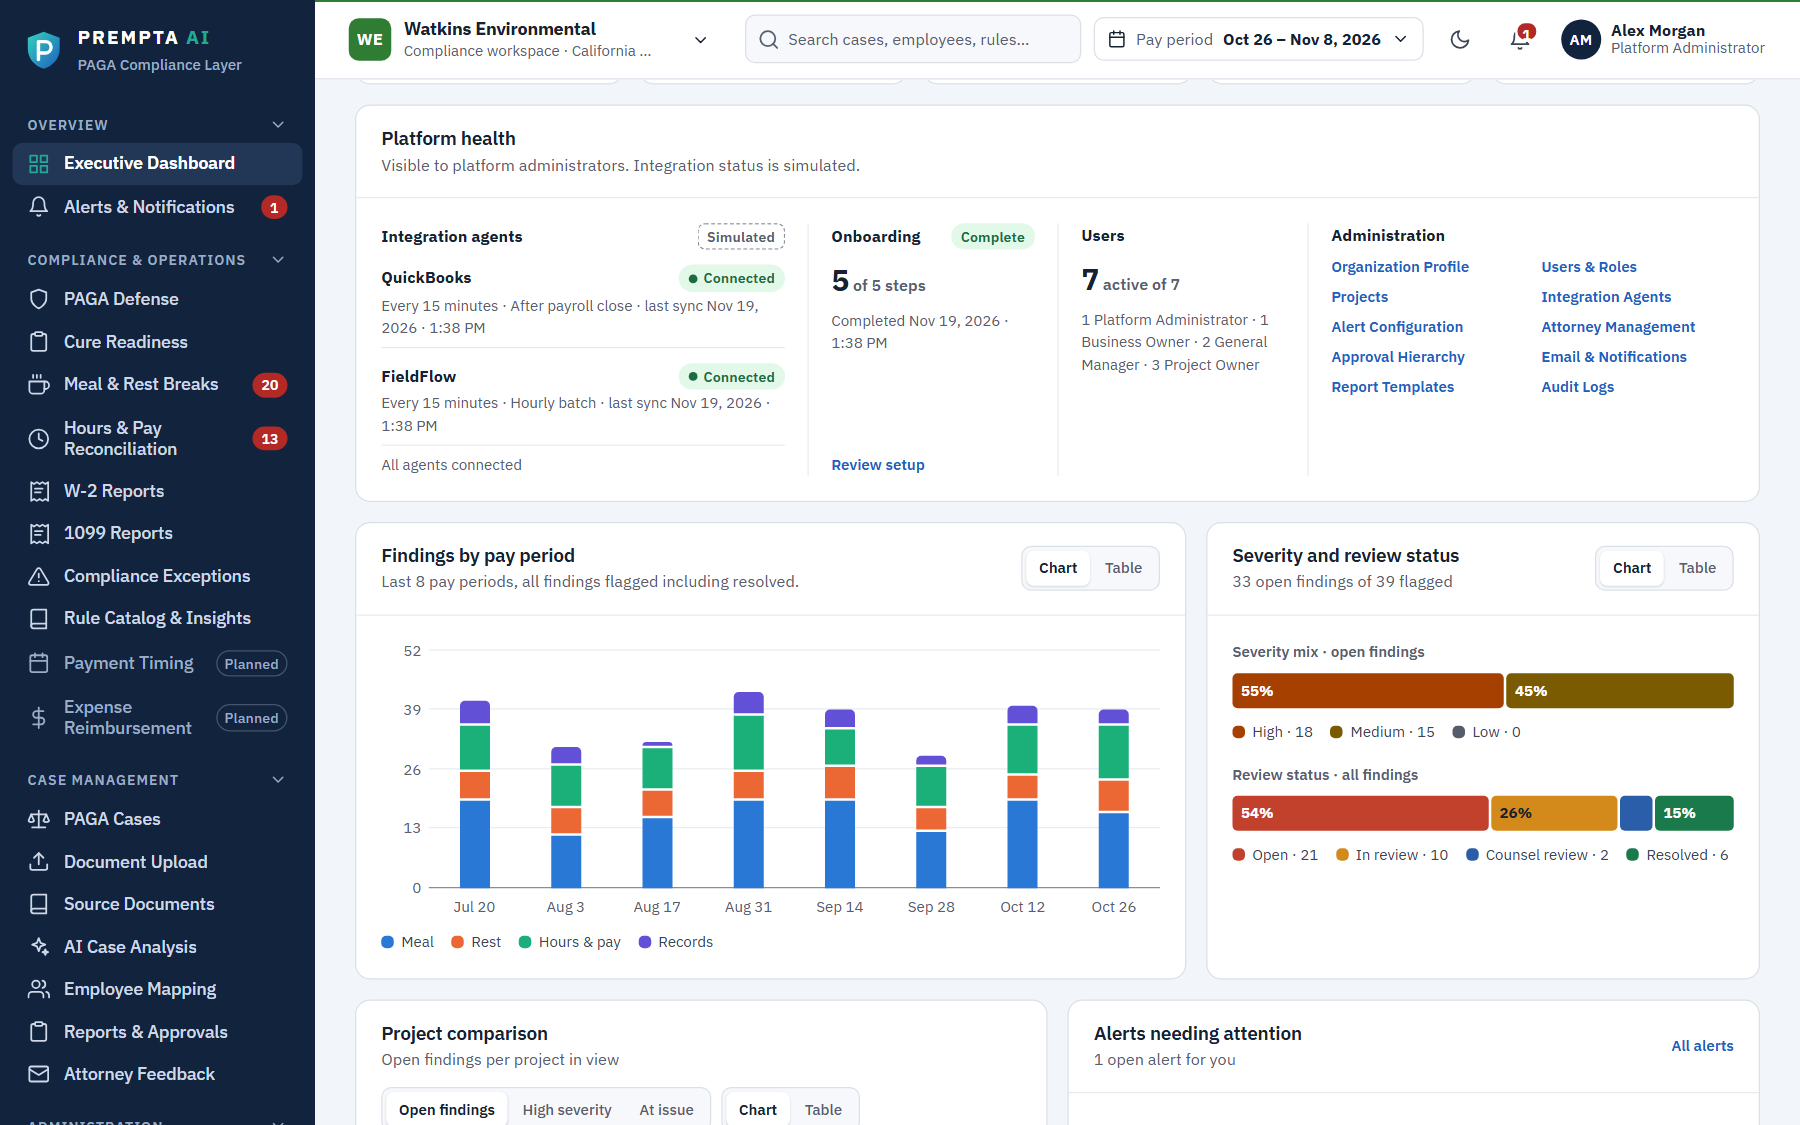 PREMPTA AI
PAGA Compliance Layer
OVERVIEW
Executive Dashboard
Alerts & Notifications
1
COMPLIANCE & OPERATIONS
PAGA Defense
Cure Readiness
Meal & Rest Breaks
20
Hours & Pay
Reconciliation
13
W-2 Reports
1099 Reports
Compliance Exceptions
Rule Catalog & Insights
Payment Timing
Planned
Expense
Reimbursement
Planned
CASE MANAGEMENT
PAGA Cases
Document Upload
Source Documents
AI Case Analysis
Employee Mapping
Reports & Approvals
Attorney Feedback
ADMINISTRATION
WE
Watkins Environmental
Compliance workspace · California ...
Search cases, employees, rules...
Pay period Oct 26 – Nov 8, 2026
1
AM
Alex Morgan
Platform Administrator
Platform health
Visible to platform administrators. Integration status is simulated.
Integration agents
Simulated
QuickBooks
Connected
Every 15 minutes · After payroll close · last sync Nov 19,
2026 · 1:38 PM
FieldFlow
Connected
Every 15 minutes · Hourly batch · last sync Nov 19, 2026 ·
1:38 PM
All agents connected
Onboarding
Complete
5 of 5 steps
Completed Nov 19, 2026 ·
1:38 PM
Review setup
Users
7 active of 7
1 Platform Administrator · 1
Business Owner · 2 General
Manager · 3 Project Owner
Administration
Organization Profile
Users & Roles
Projects
Integration Agents
Alert Configuration
Attorney Management
Approval Hierarchy
Email & Notifications
Report Templates
Audit Logs
Findings by pay period
Last 8 pay periods, all findings flagged including resolved.
Chart
Table
52
39
26
13
0
Jul 20
Aug 3
Aug 17
Aug 31
Sep 14
Sep 28
Oct 12
Oct 26
Meal
Rest
Hours & pay
Records
Severity and review status
33 open findings of 39 flagged
Chart
Table
Severity mix · open findings
55%
45%
High · 18
Medium · 15
Low · 0
Review status · all findings
54%
26%
15%
Open · 21
In review · 10
Counsel review · 2
Resolved · 6
Project comparison
Open findings per project in view
Open findings
High severity
At issue
Chart
Table
Alerts needing attention
1 open alert for you
All alerts